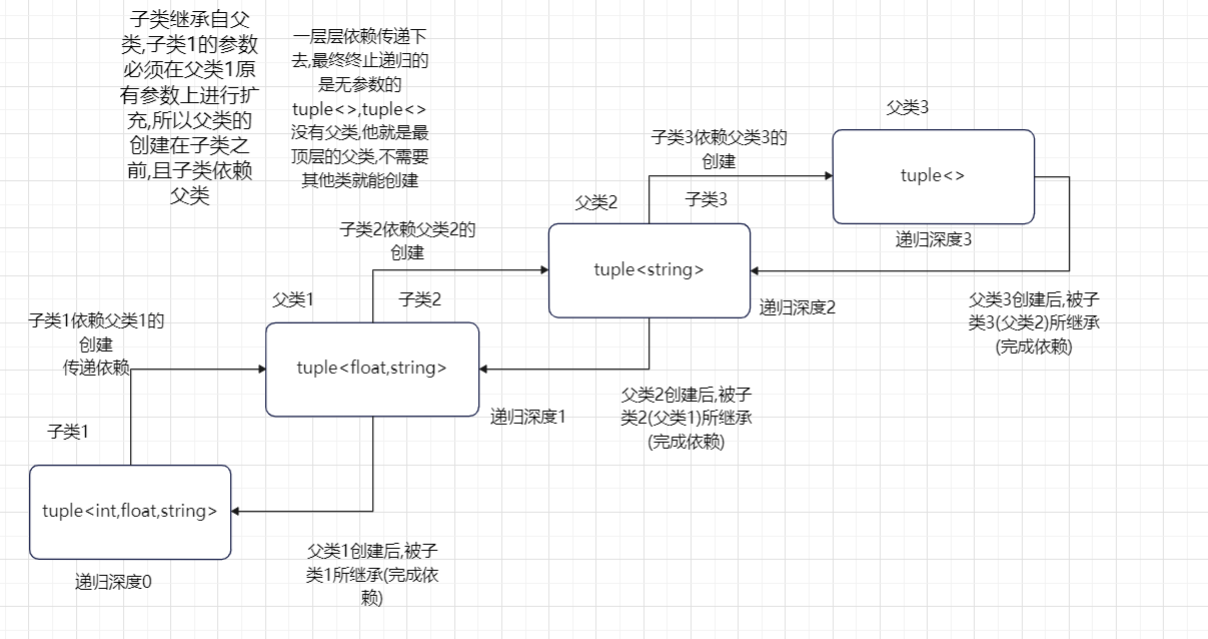 子类继承自父
类,子类1的参数
必须在父类1原
有参数上进行扩
充,所以父类的
创建在子类之
前,且子类依赖
父类
一层层依赖传递下
去,最终终止递归的
是无参数的
tuple<>,tuple<>
没有父类,他就是最
顶层的父类,不需要
其他类就能创建
父类3
子类3依赖父类3的
创建
tuple<>
父类2
子类3
递归深度3
子类2依赖父类2的
创建
tuple<string>
父类1
子类2
递归深度2
父类3创建后,被子
类3(父类2)所继承
(完成依赖)
子类1依赖父类1的
创建
传递依赖
tuple<float,string>
递归深度1
父类2创建后,被子
类2(父类1)所继承
(完成依赖)
子类1
tuple<int,float,string>
递归深度0
父类1创建后,被子
类1所继承(完成依
赖)